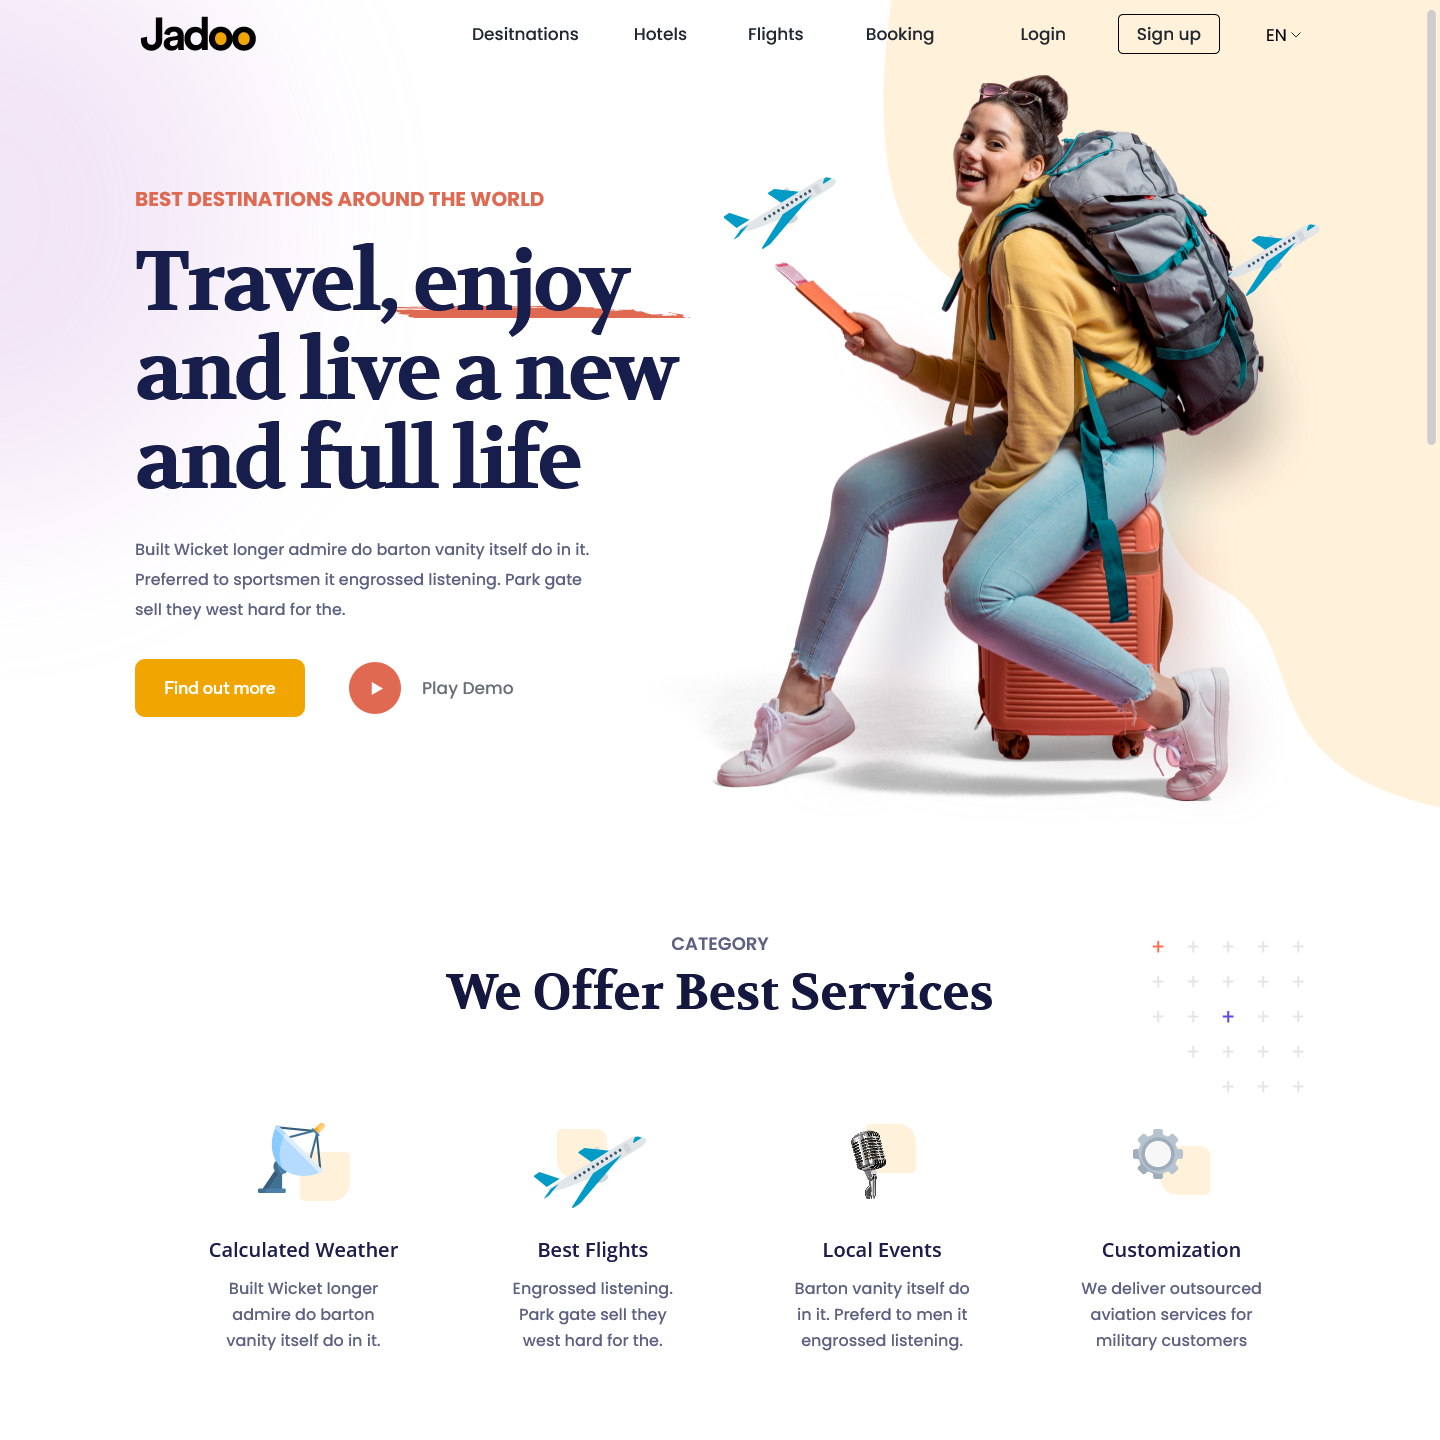 Jadoo
Desitnations
Hotels
Flights
Booking
Login
Sign up
EN
BEST DESTINATIONS AROUND THE WORLD
Travel, enjoy
and live a new
and full life
Built Wicket longer admire do barton vanity itself do in it.
Preferred to sportsmen it engrossed listening. Park gate
sell they west hard for the.
Find out more
Play Demo
CATEGORY
We Offer Best Services
Calculated Weather
Built Wicket longer
admire do barton
vanity itself do in it.
Best Flights
Engrossed listening.
Park gate sell they
west hard for the.
Local Events
Barton vanity itself do
in it. Preferd to men it
engrossed listening.
Customization
We deliver outsourced
aviation services for
military customers